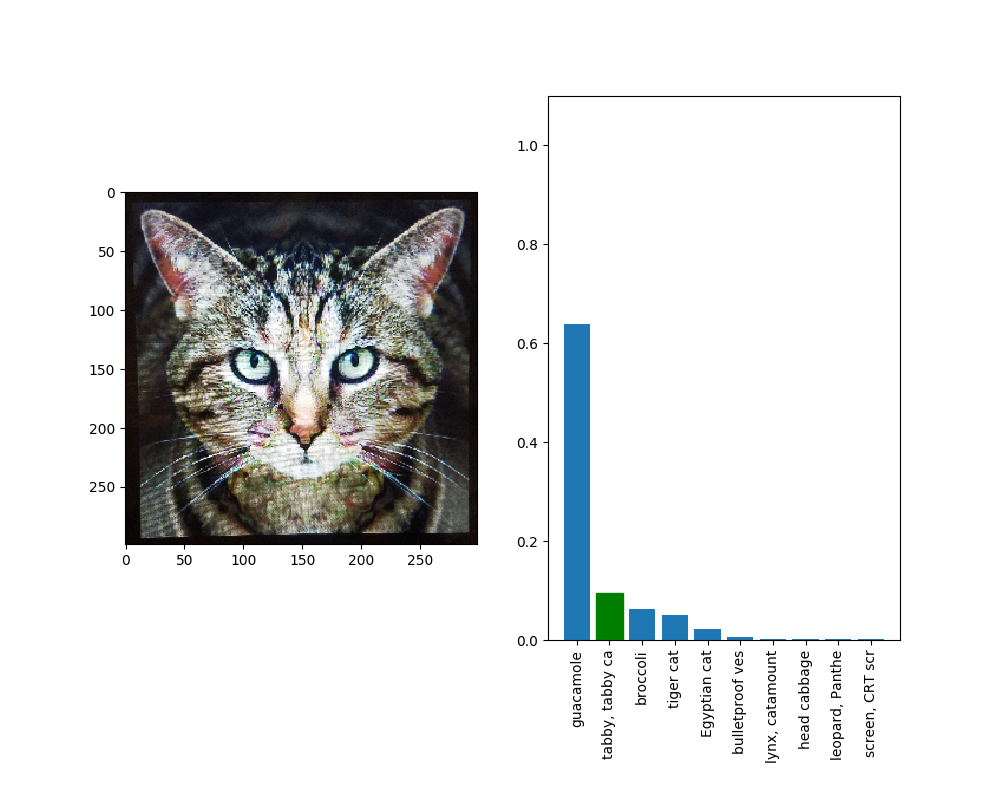 0
50
100
150
200
250
0 50 100 150 200 250
1.0
0.8
0.6
0.4
0.2
0.0
guacamole
tabby, tabby ca
broccoli
tiger cat
Egyptian cat
bulletproof ves
lynx, catamount
head cabbage
leopard, Panthe
screen, CRT scr